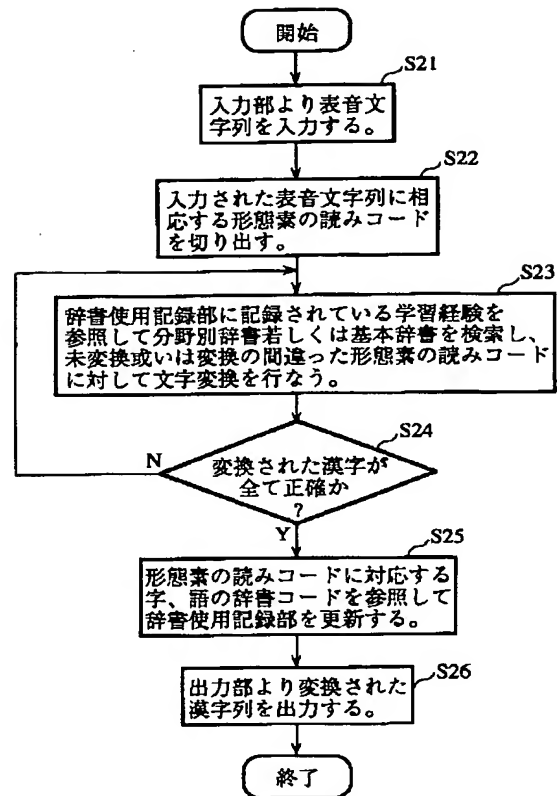 開始
S21
入力部より表音文
字列を入力する。
S22
入力された表音文字列に相
応する形態素の読みコード
を切り出す。
S23
辞書使用記録部に記録されている学習経験を
参照して分野別辞書若しくは基本辞書を検索し、
未変換或いは変換の間違った形態素の読みコード
に対して文字変換を行なう。
S24
N
変換された漢字が
全て正確か
?
Y
S25
形態素の読みコードに対応する
字、語の辞書コードを参照して
辞書使用記録部を更新する。
S26
出力部より変換された
漢字列を出力する。
終了